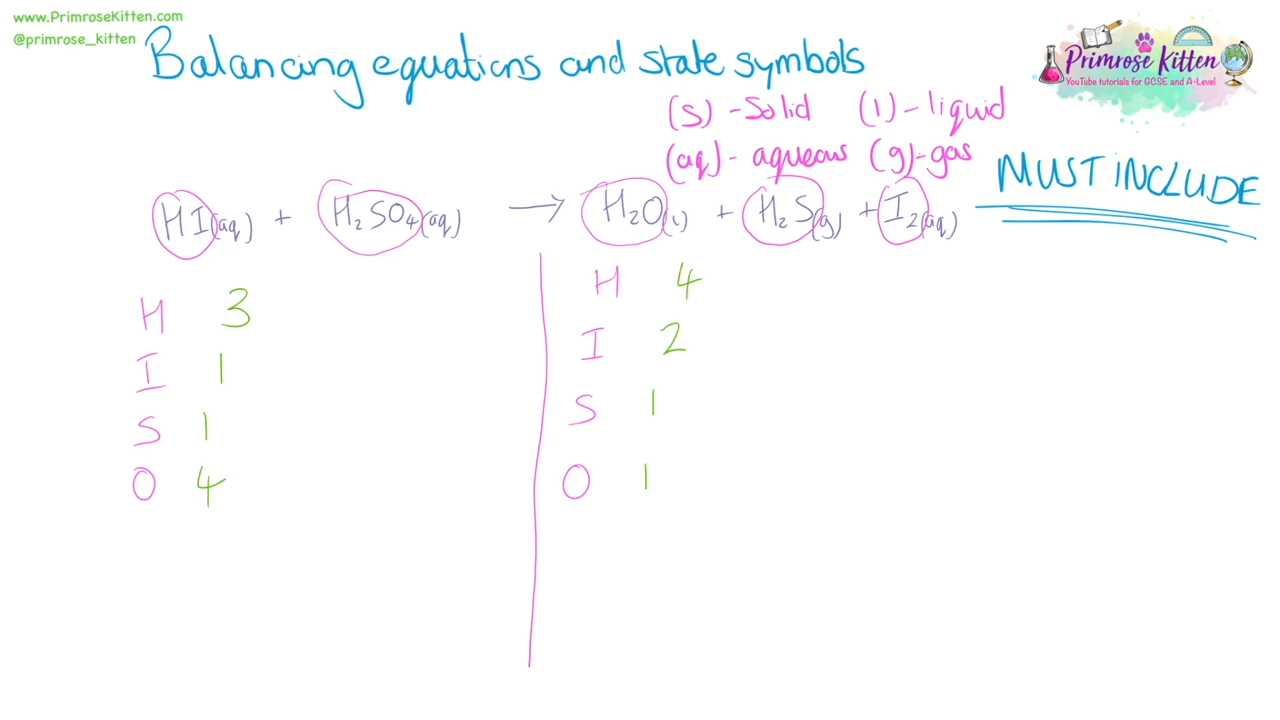 www.PrimroseKitten.com
@primrose_kitten
Balancing equations and state symbols
Primrose Kitten
YouTube tutorials for GCSE and A-Level
(s) - Solid (l) - liquid
(aq) - aqueous (g) - gas
MUST INCLUDE
HI(aq) + H₂SO₄(aq) → H₂O(l) + H₂S(g) + I₂(aq)
H 3 H 4
I 1 I 2
S 1 S 1
O 4 O 1